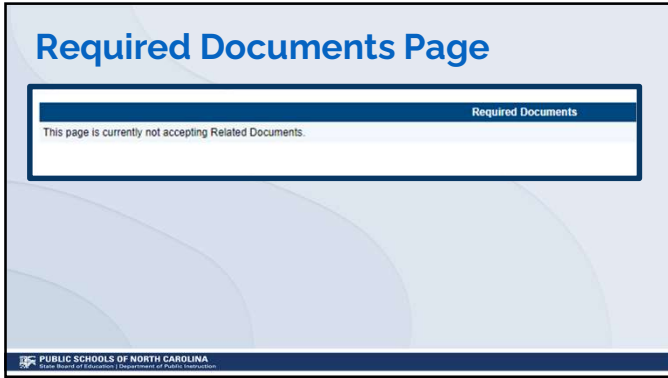 Required Documents Page
Required Documents
This page is currently not accepting Related Documents.
PUBLIC SCHOOLS OF NORTH CAROLINA
State Board of Education | Department of Public Instruction